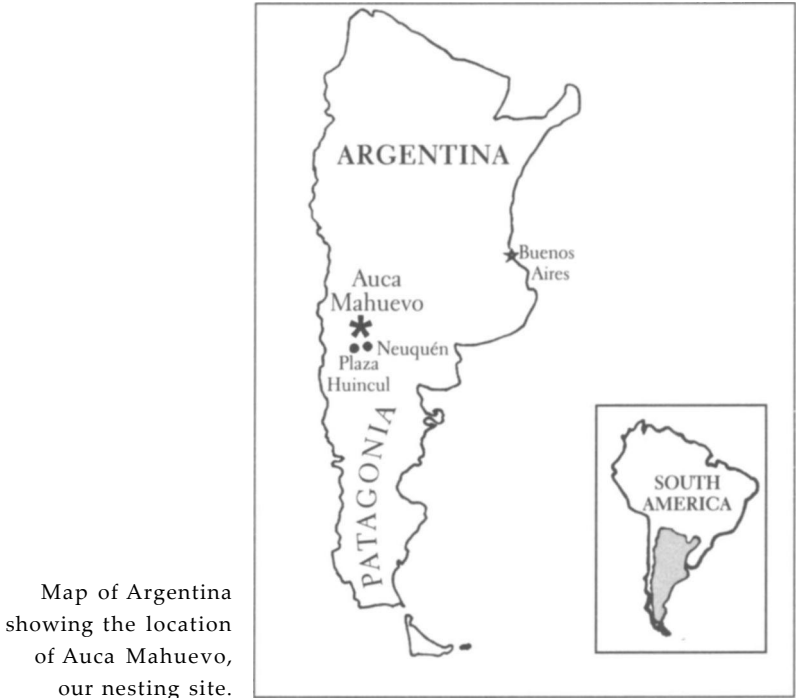 ARGENTINA
Buenos
Aires
Auca
Mahuevo
Neuquén
Plaza
Huincul
PATAGONIA
SOUTH
AMERICA
Map of Argentina
showing the location
of Auca Mahuevo,
our nesting site.